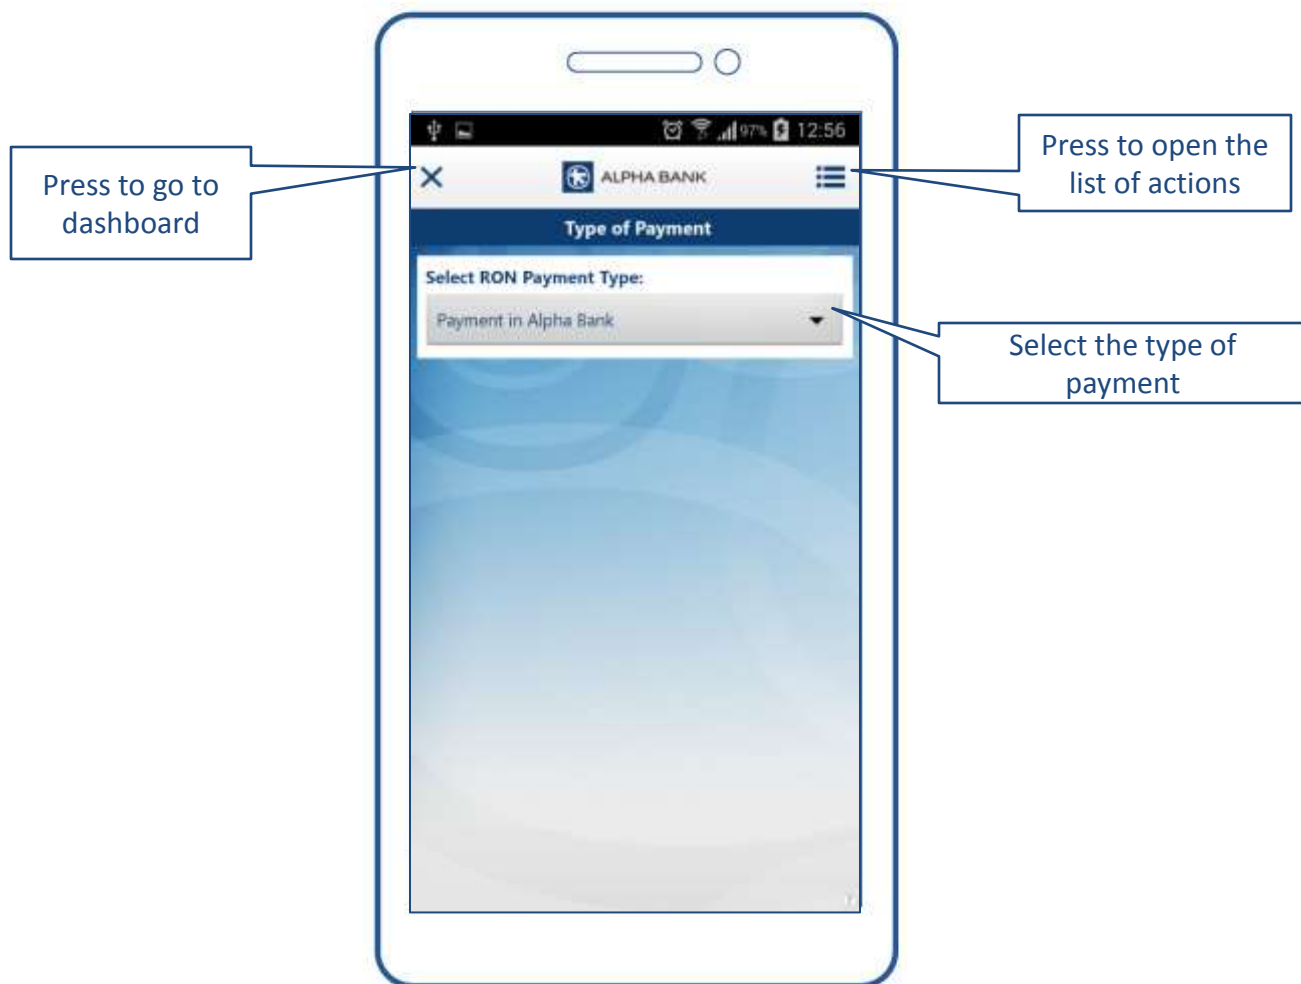 97% 12:56
Press to go to
dashboard
ALPHA BANK
Press to open the
list of actions
Type of Payment
Select RON Payment Type:
Payment in Alpha Bank
Select the type of
payment